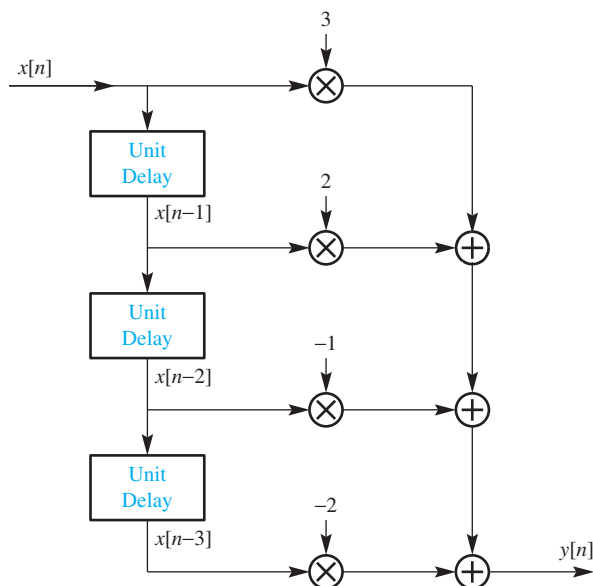 3
x[n]
Unit
Delay
2
x[n−1]
Unit
Delay
−1
x[n−2]
Unit
Delay
−2
x[n−3]
y[n]